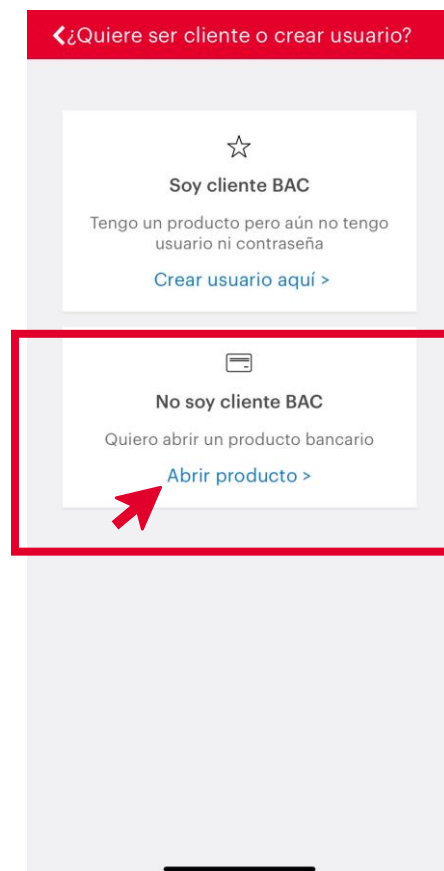 ¿Quiere ser cliente o crear usuario?
Soy cliente BAC
Tengo un producto pero aún no tengo
usuario ni contraseña
Crear usuario aquí >
No soy cliente BAC
Quiero abrir un producto bancario
Abrir producto >